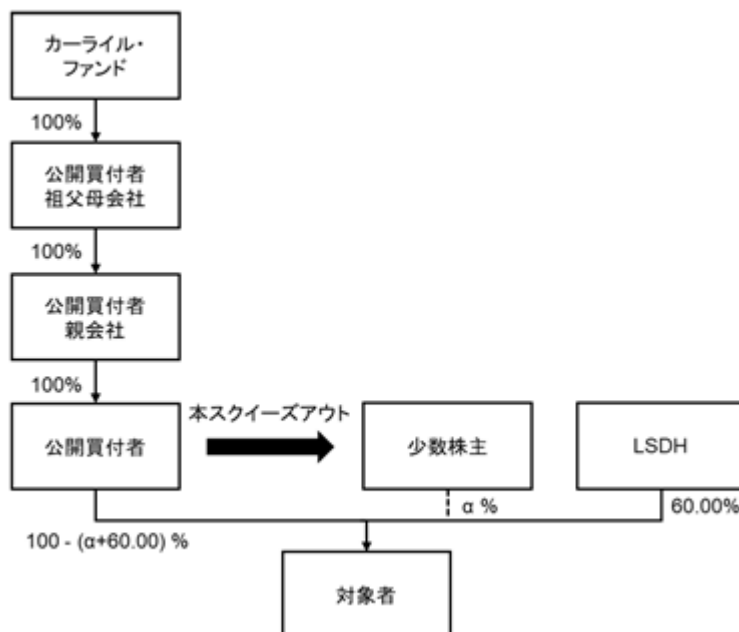 カーライル・
ファンド
100%
公開買付者
祖父母会社
100%
公開買付者
親会社
100%
公開買付者
本スクイーズアウト
少数株主
LSDH
α %
60.00%
100 - (α+60.00) %
対象者